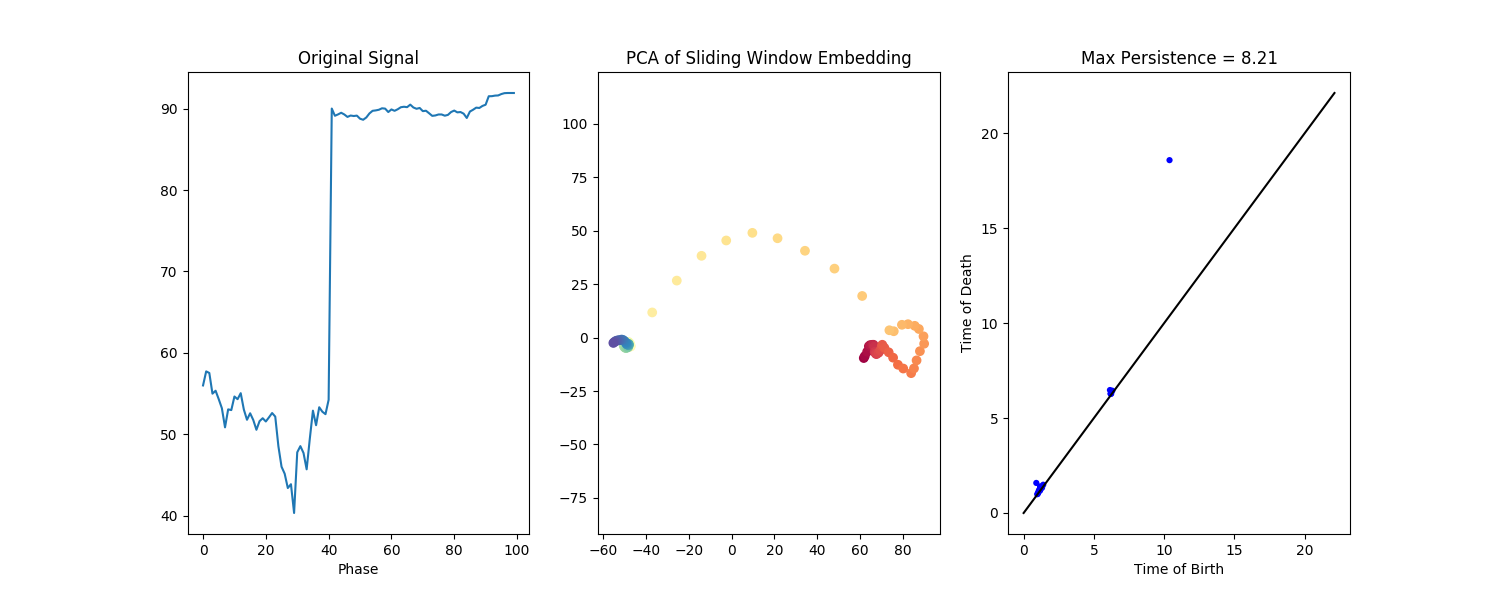 Original Signal
90
80
70
60
50
40
0 20 40 60 80 100
Phase
PCA of Sliding Window Embedding
100
75
50
25
0
−25
−50
−75
−60 −40 −20 0 20 40 60 80
Max Persistence = 8.21
Time of Death
20
15
10
5
0
0 5 10 15 20
Time of Birth